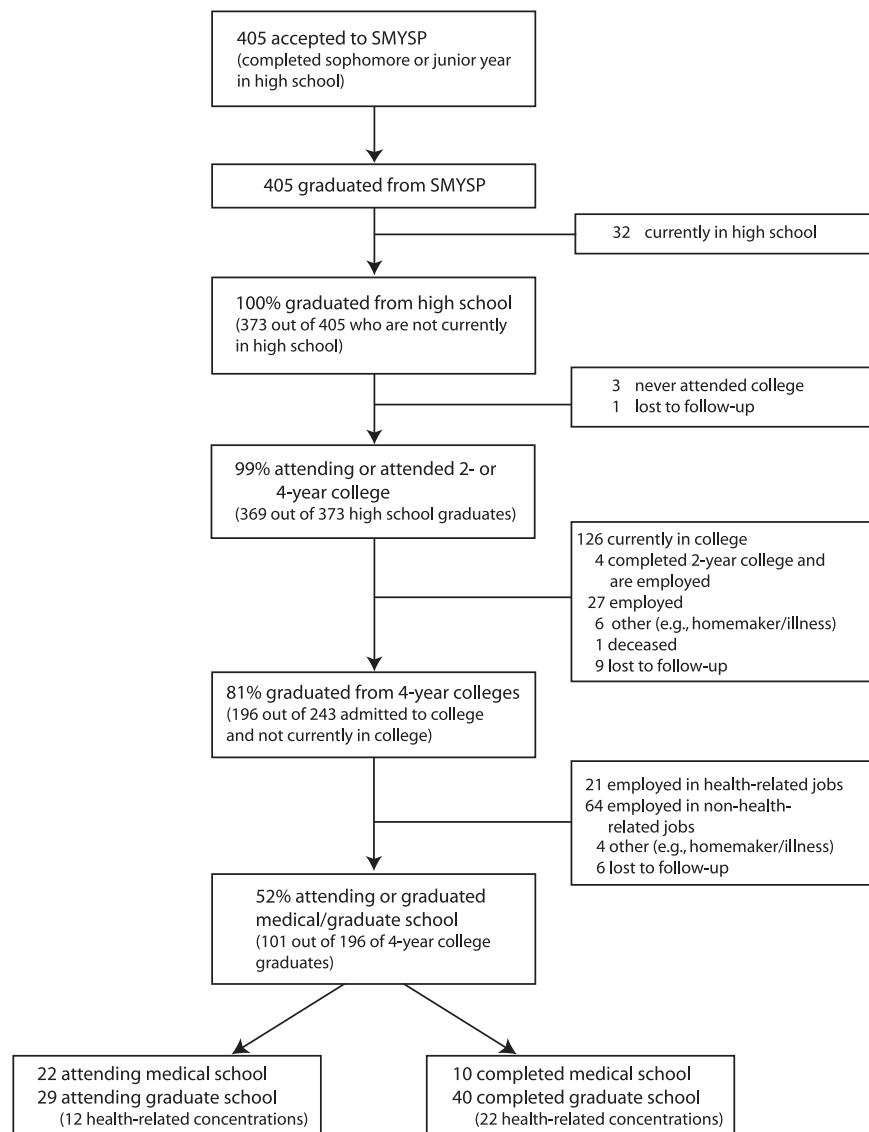 405 accepted to SMYSP
(completed sophomore or junior year
in high school)
405 graduated from SMYSP
32 currently in high school
100% graduated from high school
(373 out of 405 who are not currently
in high school)
3 never attended college
1 lost to follow-up
99% attending or attended 2- or
4-year college
(369 out of 373 high school graduates)
126 currently in college
4 completed 2-year college and
are employed
27 employed
6 other (e.g., homemaker/illness)
1 deceased
9 lost to follow-up
81% graduated from 4-year colleges
(196 out of 243 admitted to college
and not currently in college)
21 employed in health-related jobs
64 employed in non-health-
related jobs
4 other (e.g., homemaker/illness)
6 lost to follow-up
52% attending or graduated
medical/graduate school
(101 out of 196 of 4-year college
graduates)
22 attending medical school
29 attending graduate school
(12 health-related concentrations)
10 completed medical school
40 completed graduate school
(22 health-related concentrations)